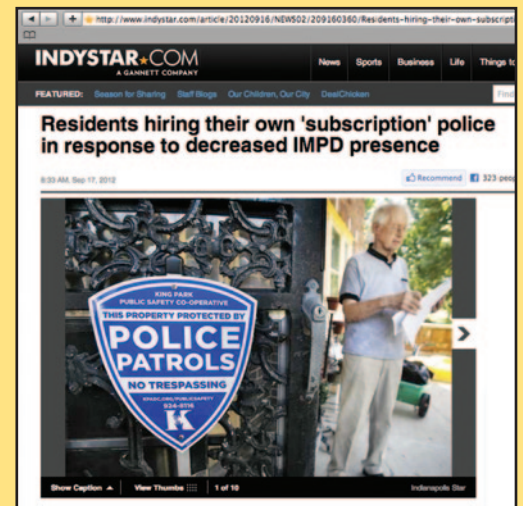 http://www.indystar.com/article/20120916/NEWS02/209160360/Residents-hiring-their-own-subscripti
INDYSTAR★COM
A GANNETT COMPANY
News Sports Business Life Things to
FEATURED: Season for Sharing Staff Blogs Our Children, Our City DealChicken
Find
Residents hiring their own 'subscription' police
in response to decreased IMPD presence
8:33 AM, Sep 17, 2012
Recommend 323 peop
KING PARK
PUBLIC SAFETY CO-OPERATIVE
THIS PROPERTY PROTECTED BY
POLICE
PATROLS
NO TRESPASSING
924-8116
K
Show Caption View Thumbs 1 of 10 Indianapolis Star